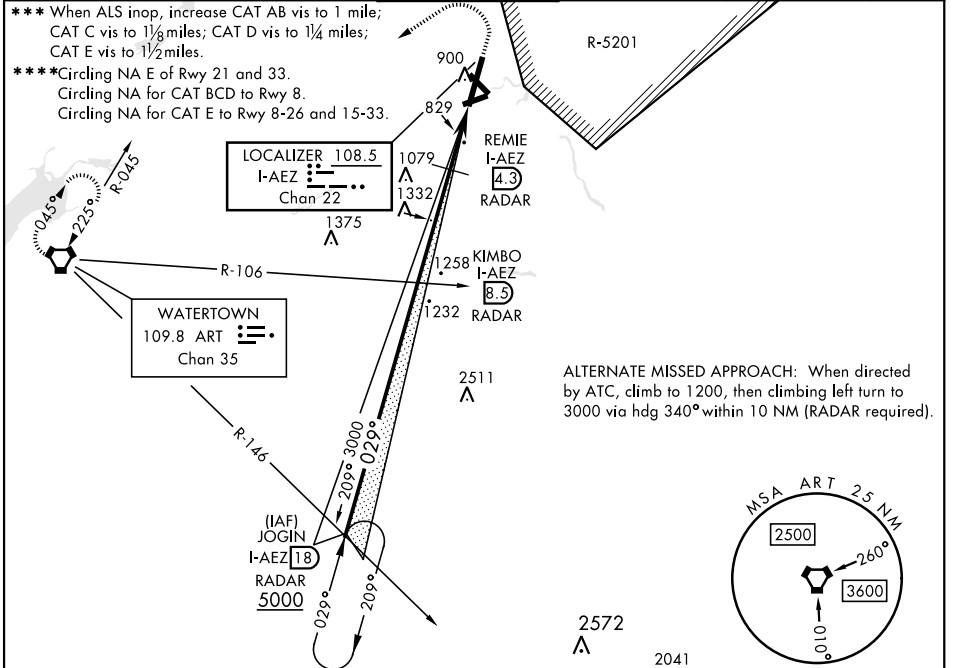 *** When ALS inop, increase CAT AB vis to 1 mile;
CAT C vis to 1 1/8 miles; CAT D vis to 1 1/4 miles;
CAT E vis to 1 1/2 miles.
****Circling NA E of Rwy 21 and 33.
Circling NA for CAT BCD to Rwy 8.
Circling NA for CAT E to Rwy 8-26 and 15-33.
R-5201
900
829
LOCALIZER 108.5
I-AEZ
Chan 22
1079
1332
1375
REMIE
I-AEZ
4.3
RADAR
R-045
045°
225°
R-106
1258
KIMBO
I-AEZ
8.5
RADAR
1232
WATERTOWN
109.8 ART
Chan 35
2511
ALTERNATE MISSED APPROACH: When directed
by ATC, climb to 1200, then climbing left turn to
3000 via hdg 340° within 10 NM (RADAR required).
R-146
209° 3000
029°
(IAF)
JOGIN
I-AEZ 18
RADAR
5000
029°
209°
MSA ART 25 NM
2500
260°
3600
010°
2572
2041